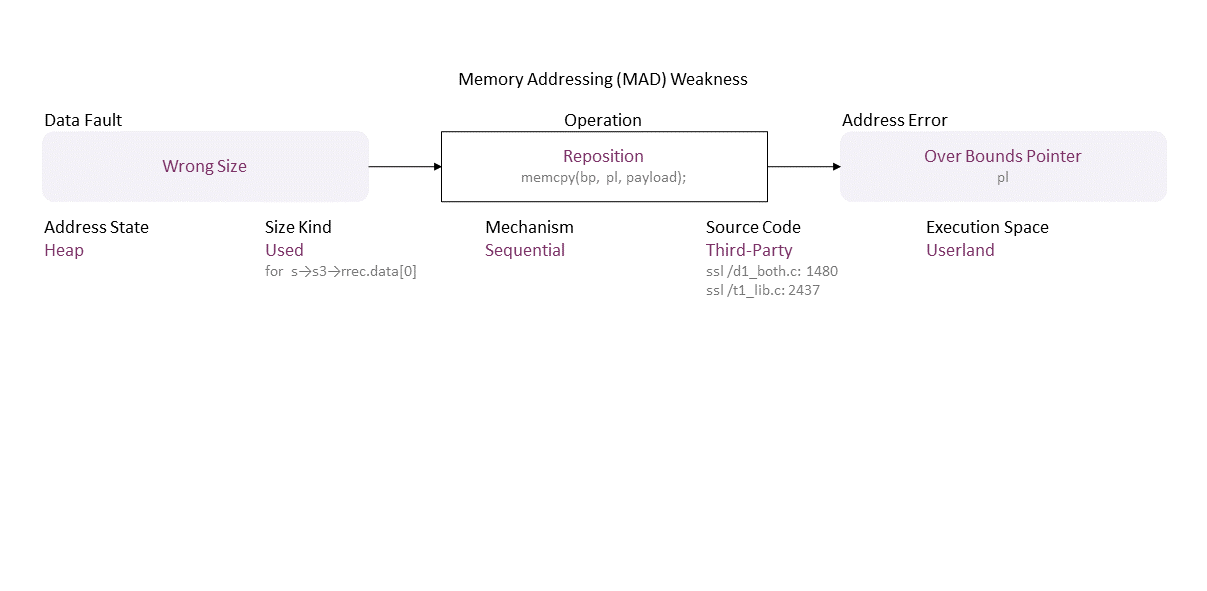 Memory Addressing (MAD) Weakness
Data Fault
Operation
Address Error
Wrong Size
Reposition
memcpy(bp, pl, payload);
Over Bounds Pointer
pl
Address State
Heap
Size Kind
Used
for s→s3→rrec.data[0]
Mechanism
Sequential
Source Code
Third-Party
ssl /d1_both.c: 1480
ssl /t1_lib.c: 2437
Execution Space
Userland